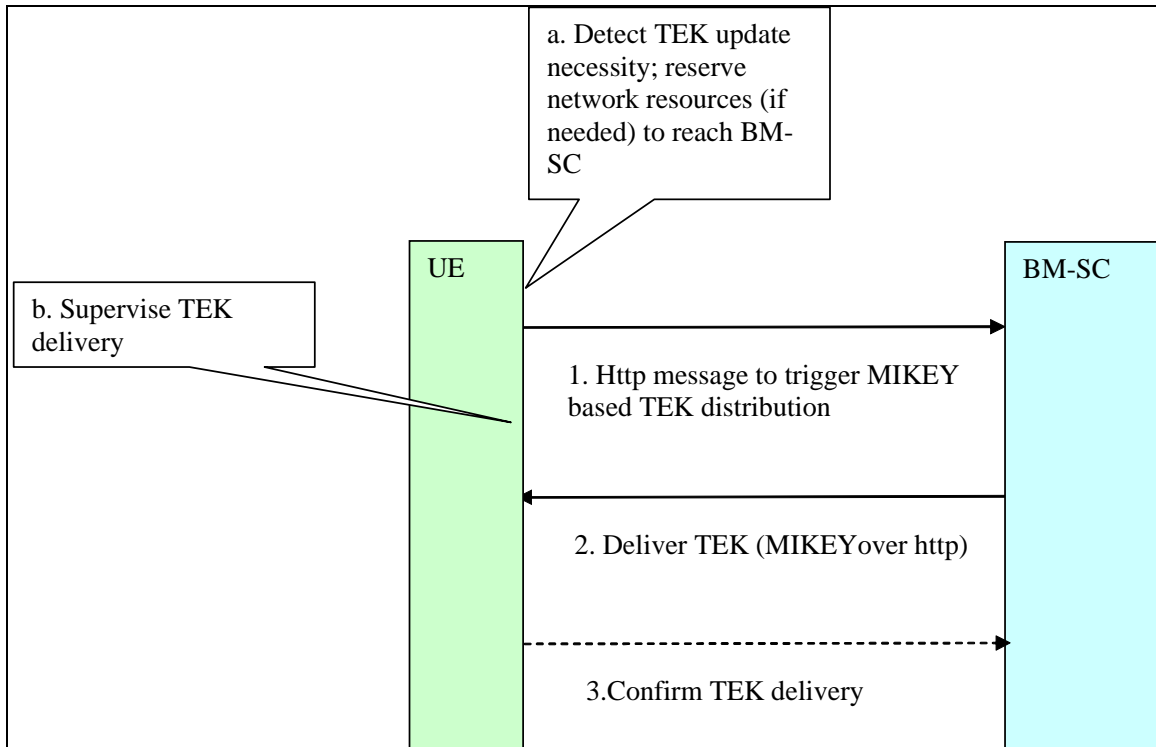 a. Detect TEK update
necessity; reserve
network resources (if
needed) to reach BM-
SC
UE
BM-SC
b. Supervise TEK
delivery
1. Http message to trigger MIKEY
based TEK distribution
2. Deliver TEK (MIKEYover http)
3.Confirm TEK delivery